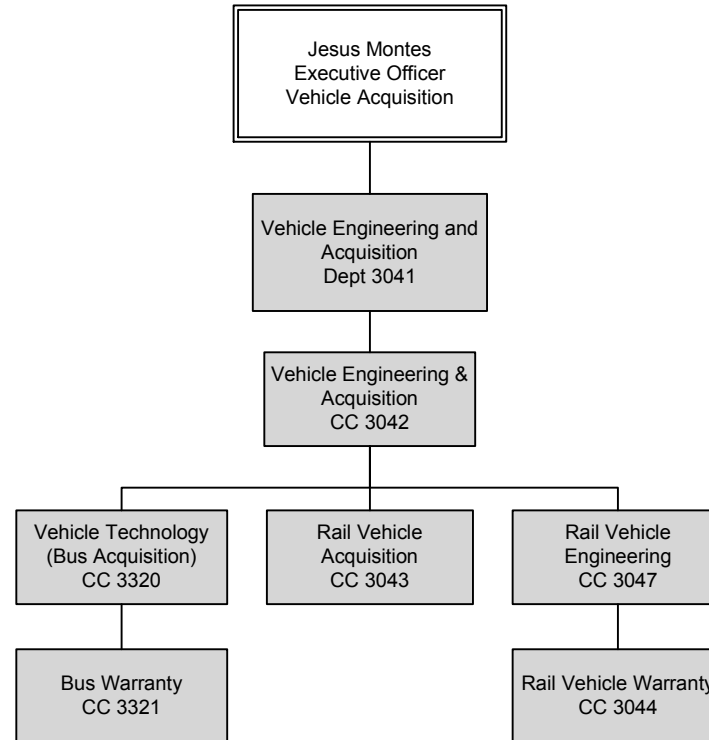 Jesus Montes
Executive Officer
Vehicle Acquisition
Vehicle Engineering and
Acquisition
Dept 3041
Vehicle Engineering &
Acquisition
CC 3042
Vehicle Technology
(Bus Acquisition)
CC 3320
Rail Vehicle
Acquisition
CC 3043
Rail Vehicle
Engineering
CC 3047
Bus Warranty
CC 3321
Rail Vehicle Warranty
CC 3044